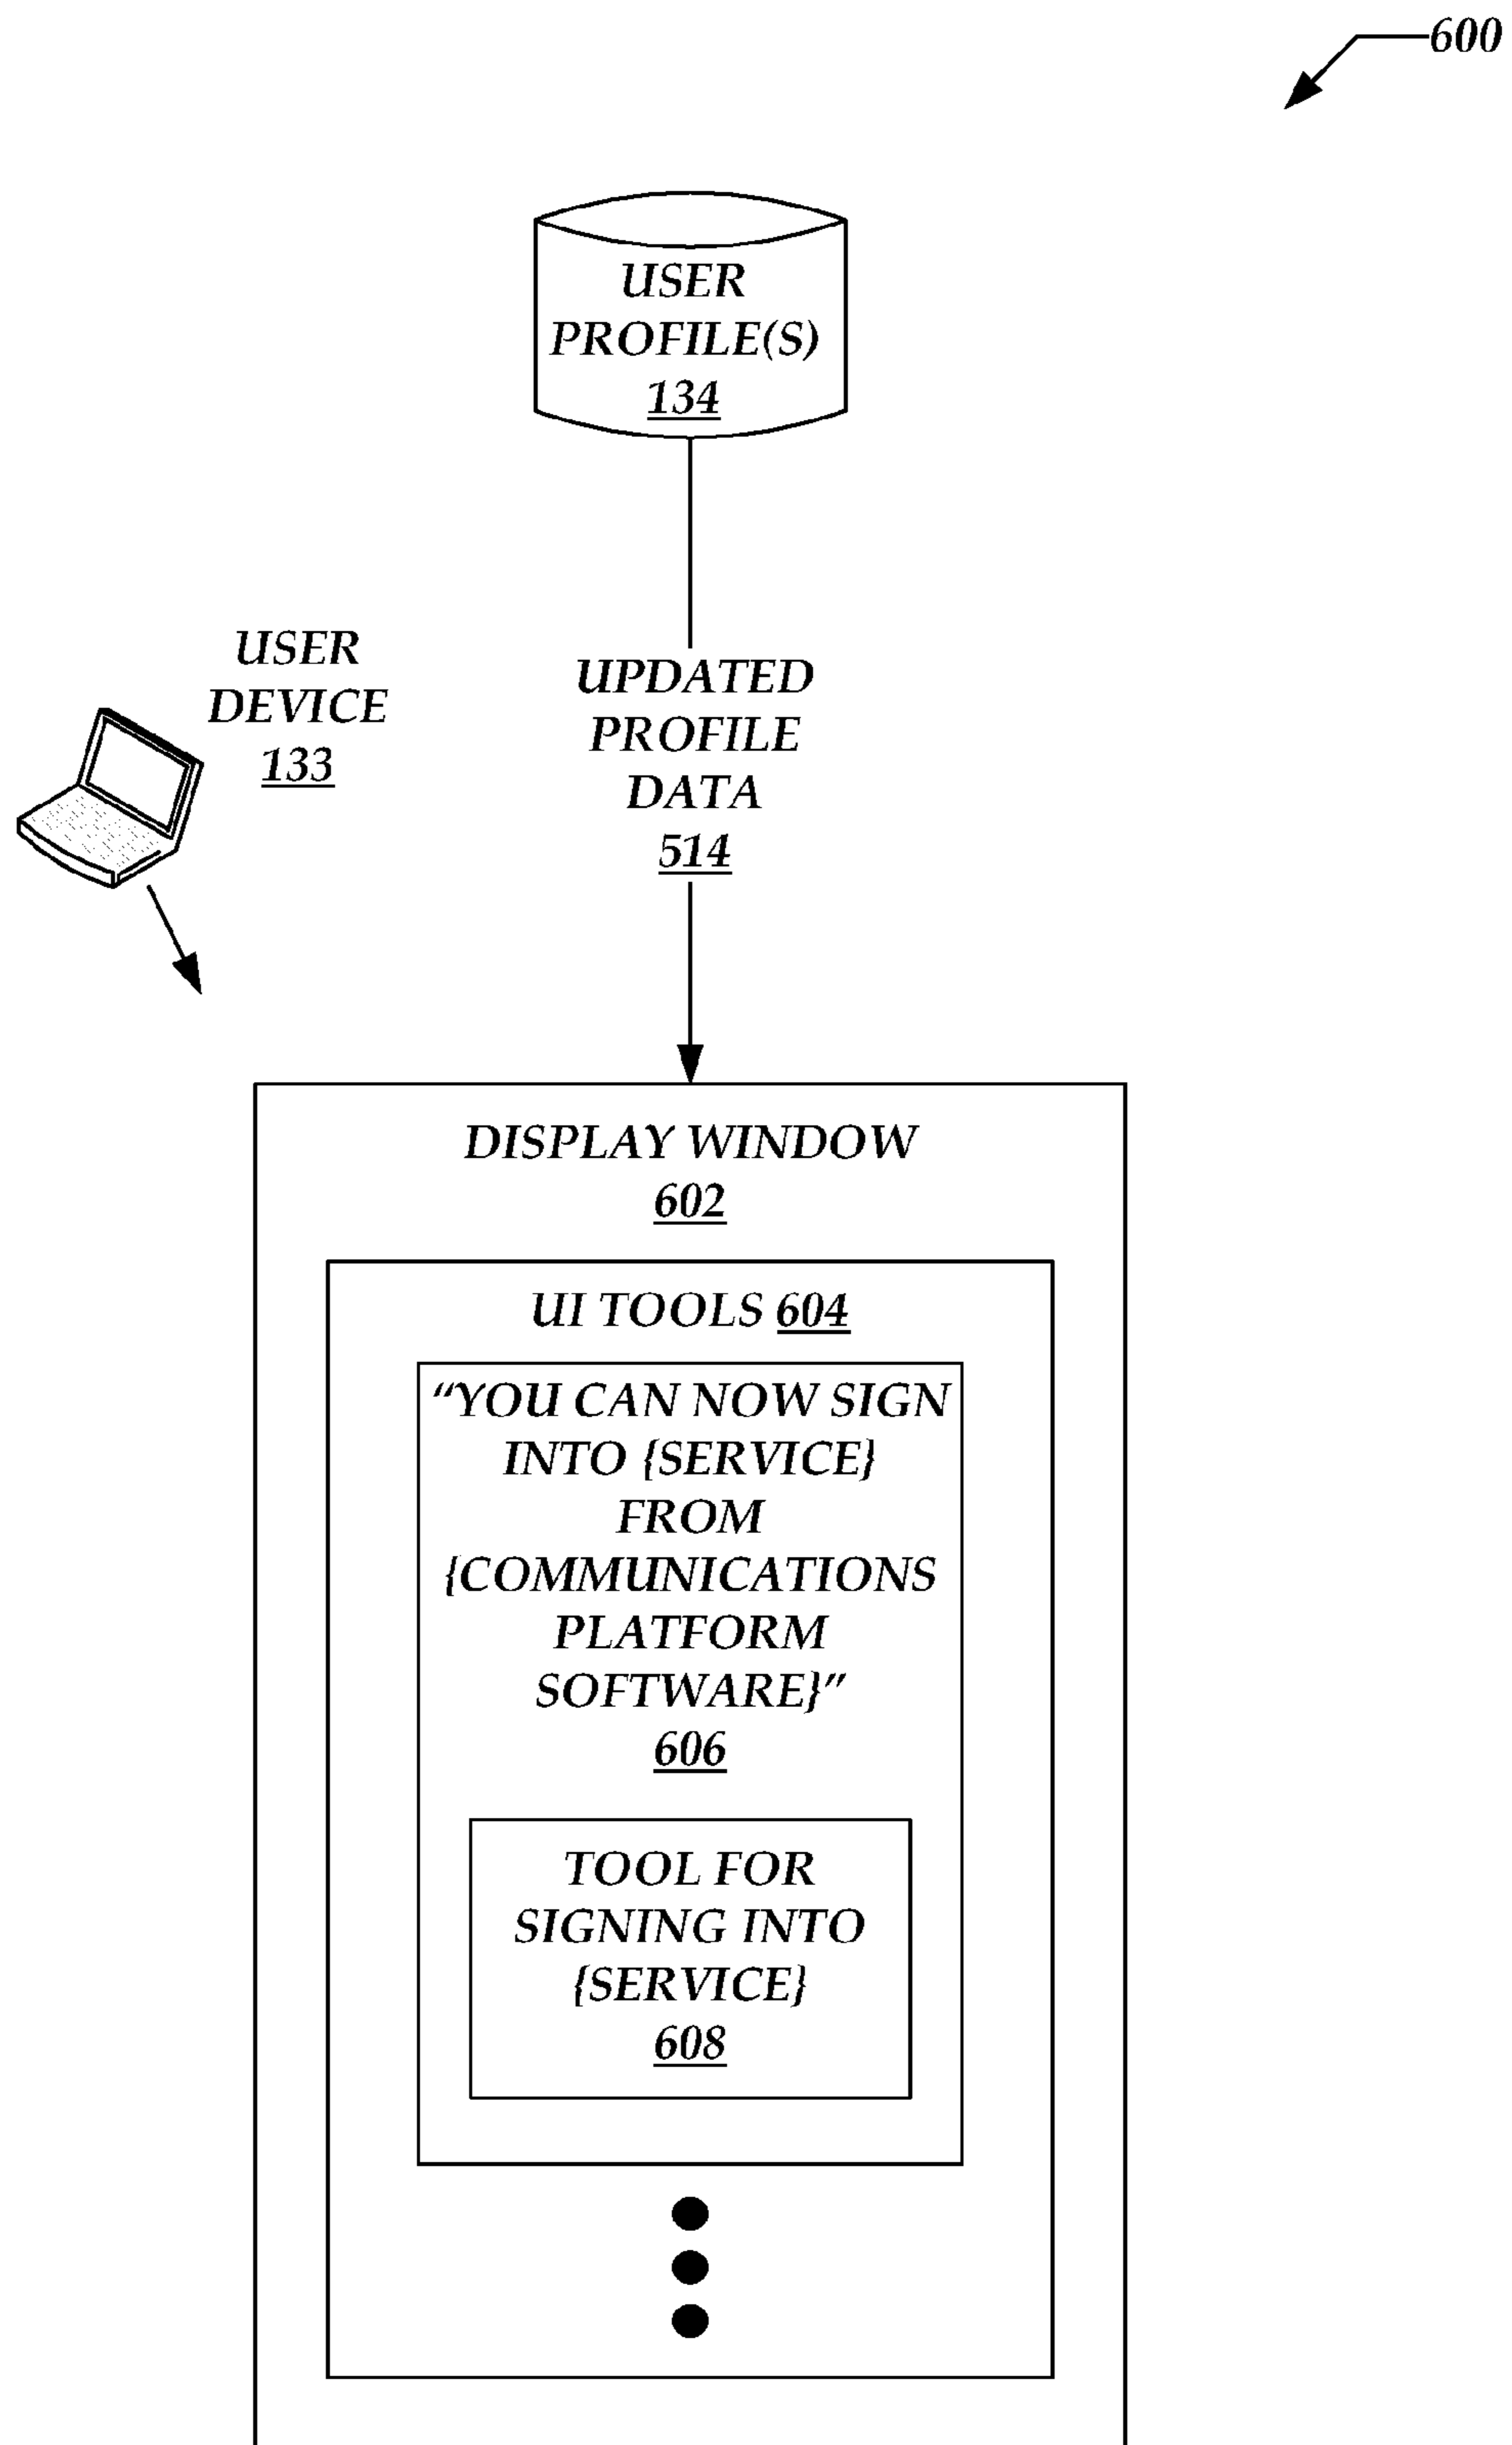 600
USER
PROFILE(S)
134
USER
DEVICE
133
UPDATED
PROFILE
DATA
514
DISPLAY WINDOW
602
UI TOOLS 604
“YOU CAN NOW SIGN
INTO {SERVICE}
FROM
{COMMUNICATIONS
PLATFORM
SOFTWARE}”
606
TOOL FOR
SIGNING INTO
{SERVICE}
608